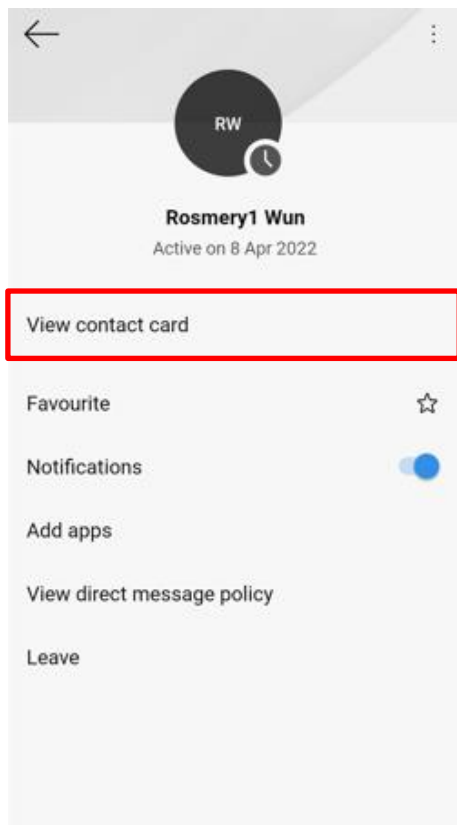 RW
Rosmery1 Wun
Active on 8 Apr 2022
View contact card
Favourite
Notifications
Add apps
View direct message policy
Leave